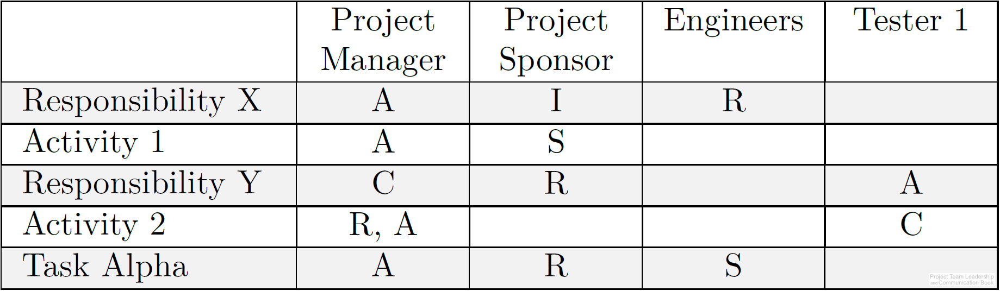 Project Manager Project Sponsor Engineers Tester 1
Responsibility X A I R
Activity 1 A S
Responsibility Y C R A
Activity 2 R, A C
Task Alpha A R S
Project Team Leadership
and Communication Book